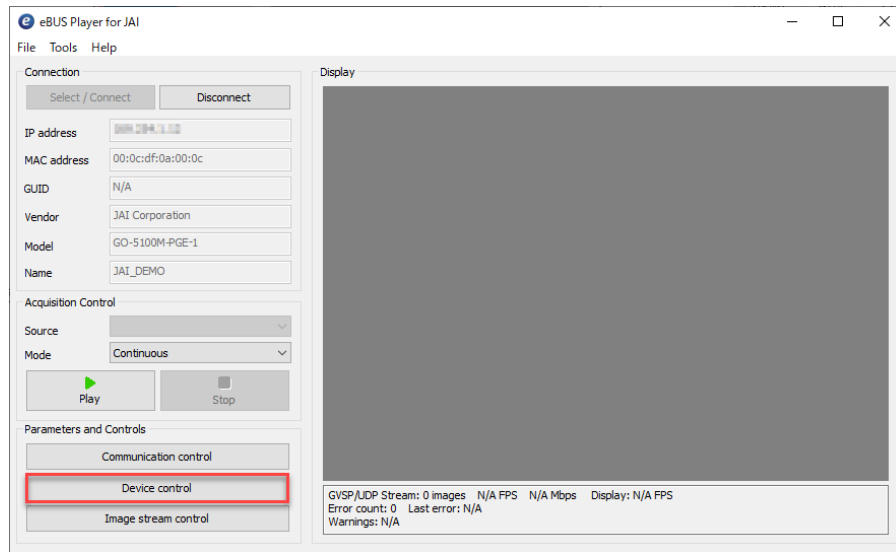 eBUS Player for JAI
File Tools Help
Connection
Select / Connect Disconnect
IP address
MAC address 00:0c:df:0a:00:0c
GUID N/A
Vendor JAI Corporation
Model GO-5100M-PGE-1
Name JAI_DEMO
Acquisition Control
Source
Mode Continuous
Play Stop
Parameters and Controls
Communication control
Device control
Image stream control
Display
GVSP/UDP Stream: 0 images N/A FPS N/A Mbps Display: N/A FPS
Error count: 0 Last error: N/A
Warnings: N/A